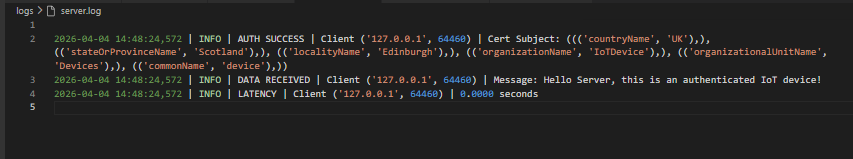 logs > server.log
1
2 2026-04-04 14:48:24,572 | INFO | AUTH SUCCESS | Client ('127.0.0.1', 64460) | Cert Subject: ((('countryName', 'UK'),),
(('stateOrProvinceName', 'Scotland'),), (('localityName', 'Edinburgh'),), (('organizationName', 'IoTDevice'),), (('organizationalUnitName',
'Devices'),), (('commonName', 'device'),))
3 2026-04-04 14:48:24,572 | INFO | DATA RECEIVED | Client ('127.0.0.1', 64460) | Message: Hello Server, this is an authenticated IoT device!
4 2026-04-04 14:48:24,572 | INFO | LATENCY | Client ('127.0.0.1', 64460) | 0.0000 seconds
5